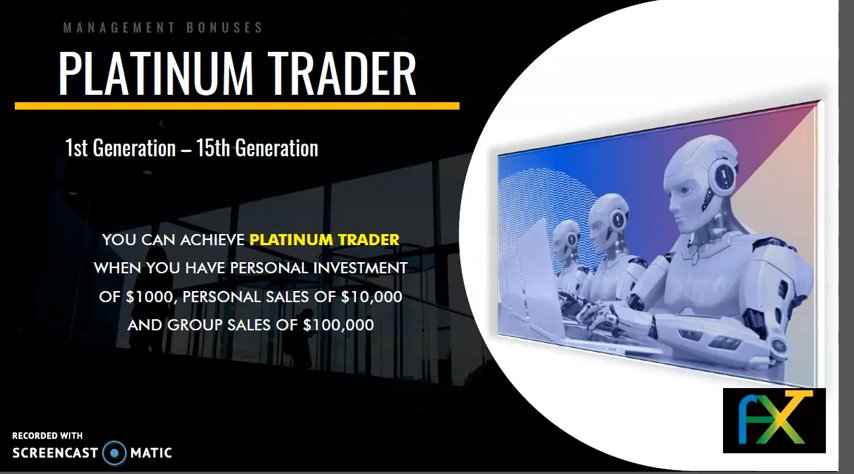 MANAGEMENT BONUSES
PLATINUM TRADER
1st Generation – 15th Generation
YOU CAN ACHIEVE PLATINUM TRADER
WHEN YOU HAVE PERSONAL INVESTMENT
OF $1000, PERSONAL SALES OF $10,000
AND GROUP SALES OF $100,000
FXT
RECORDED WITH
SCREENCAST MATIC